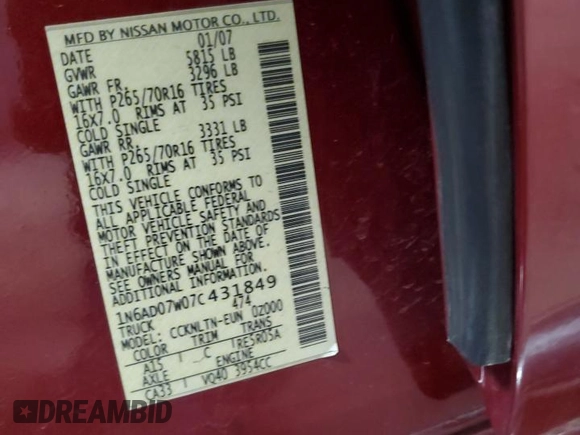 MFD BY NISSAN MOTOR CO., LTD.
DATE 01/07
GVWR 5815 LB
GAWR FR. 3296 LB
WITH P265/70R16 TIRES
16X7.0 RIMS AT 35 PSI
COLD SINGLE
GAWR RR. 3331 LB
WITH P265/70R16 TIRES
16X7.0 RIMS AT 35 PSI
COLD SINGLE
THIS VEHICLE CONFORMS TO
ALL APPLICABLE FEDERAL
MOTOR VEHICLE SAFETY AND
THEFT PREVENTION STANDARDS
IN EFFECT ON THE DATE OF
MANUFACTURE SHOWN ABOVE.
SEE OWNERS MANUAL FOR
ADDITIONAL INFORMATION.
1N6AD07W07C431849
TRUCK 474
MODEL: CCKNLTN-EUN 02000
COLOR TRIM TRANS
A15 C RE5R05A
AXLE ENGINE
CA33 VQ40 3954CC
DREAMBID